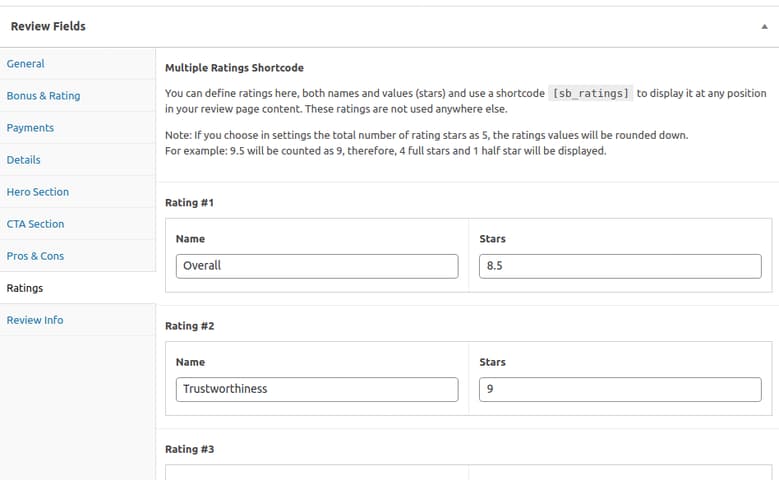 Review Fields
General
Bonus & Rating
Payments
Details
Hero Section
CTA Section
Pros & Cons
Ratings
Review Info
Multiple Ratings Shortcode
You can define ratings here, both names and values (stars) and use a shortcode [sb_ratings] to display it at any position
in your review page content. These ratings are not used anywhere else.
Note: If you choose in settings the total number of rating stars as 5, the ratings values will be rounded down.
For example: 9.5 will be counted as 9, therefore, 4 full stars and 1 half star will be displayed.
Rating #1
Name Stars
Overall 8.5
Rating #2
Name Stars
Trustworthiness 9
Rating #3